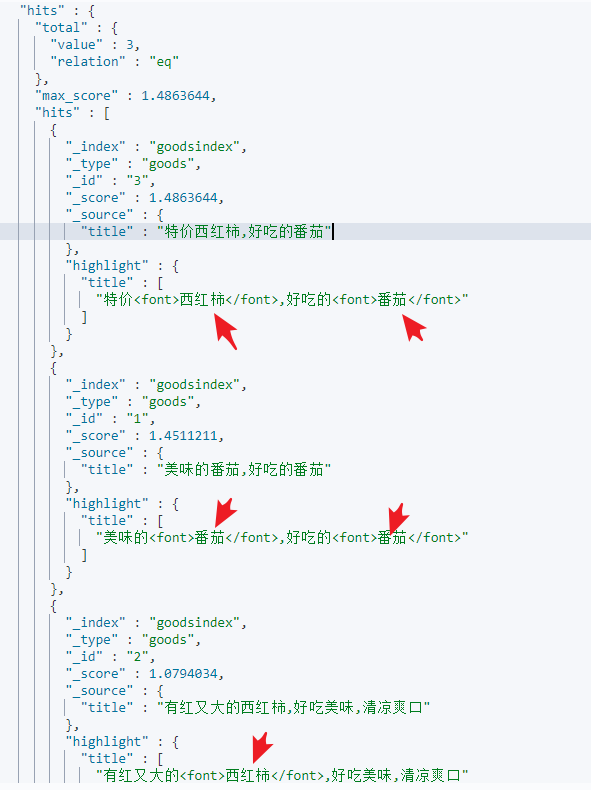 "hits" : {
"total" : {
"value" : 3,
"relation" : "eq"
},
"max_score" : 1.4863644,
"hits" : [
{
"_index" : "goodsindex",
"_type" : "goods",
"_id" : "3",
"_score" : 1.4863644,
"_source" : {
"title" : "特价西红柿,好吃的番茄"
},
"highlight" : {
"title" : [
"特价<font>西红柿</font>,好吃的<font>番茄</font>"
]
}
},
{
"_index" : "goodsindex",
"_type" : "goods",
"_id" : "1",
"_score" : 1.4511211,
"_source" : {
"title" : "美味的番茄,好吃的番茄"
},
"highlight" : {
"title" : [
"美味的<font>番茄</font>,好吃的<font>番茄</font>"
]
}
},
{
"_index" : "goodsindex",
"_type" : "goods",
"_id" : "2",
"_score" : 1.0794034,
"_source" : {
"title" : "有红又大的西红柿,好吃美味,清凉爽口"
},
"highlight" : {
"title" : [
"有红又大的<font>西红柿</font>,好吃美味,清凉爽口"